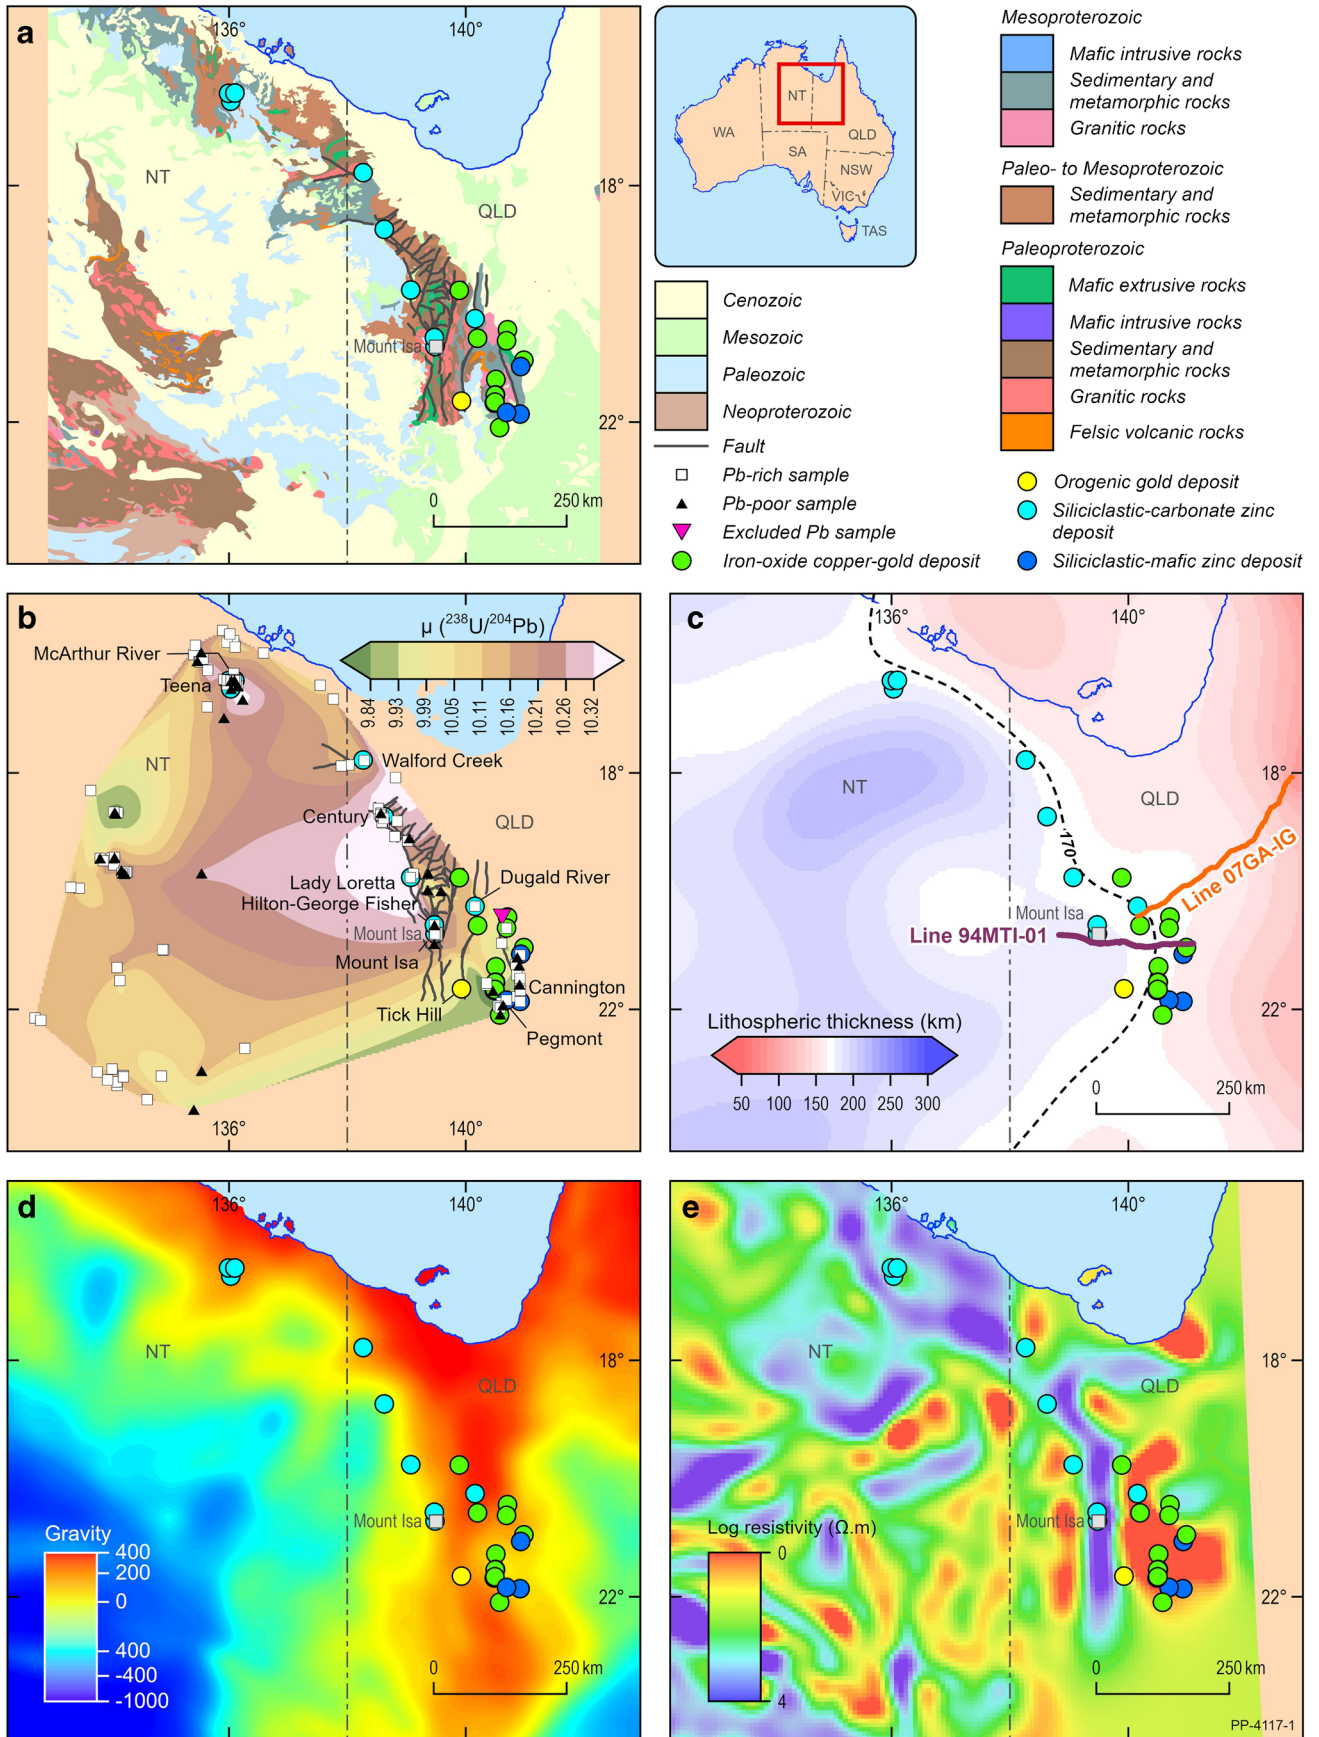 a
136°
140°
NT
QLD
18°
Mount Isa
22°
0
250 km
NT
WA
QLD
SA
NSW
VIC
TAS
Cenozoic
Mesozoic
Paleozoic
Neoproterozoic
Fault
Pb-rich sample
Pb-poor sample
Excluded Pb sample
Iron-oxide copper-gold deposit
Mesoproterozoic
Mafic intrusive rocks
Sedimentary and
metamorphic rocks
Granitic rocks
Paleo- to Mesoproterozoic
Sedimentary and
metamorphic rocks
Paleoproterozoic
Mafic extrusive rocks
Mafic intrusive rocks
Sedimentary and
metamorphic rocks
Granitic rocks
Felsic volcanic rocks
Orogenic gold deposit
Siliciclastic-carbonate zinc
deposit
Siliciclastic-mafic zinc deposit
b
µ (238U/204Pb)
9.84
9.93
9.99
10.05
10.11
10.16
10.21
10.26
10.32
McArthur River
Teena
NT
Walford Creek
18°
Century
QLD
Lady Loretta
Dugald River
Hilton-George Fisher
Mount Isa
Mount Isa
Cannington
Tick Hill
22°
Pegmont
136°
140°
c
136°
140°
NT
18°
QLD
170
Line 07GA-IG
Mount Isa
Line 94MTI-01
22°
Lithospheric thickness (km)
50
100
150
200
250
300
0
250 km
d
136°
140°
NT
18°
QLD
Mount Isa
Gravity
400
200
0
400
-400
-1000
22°
0
250 km
e
136°
140°
NT
18°
QLD
Mount Isa
Log resistivity (Ω.m)
0
4
22°
0
250 km
PP-4117-1